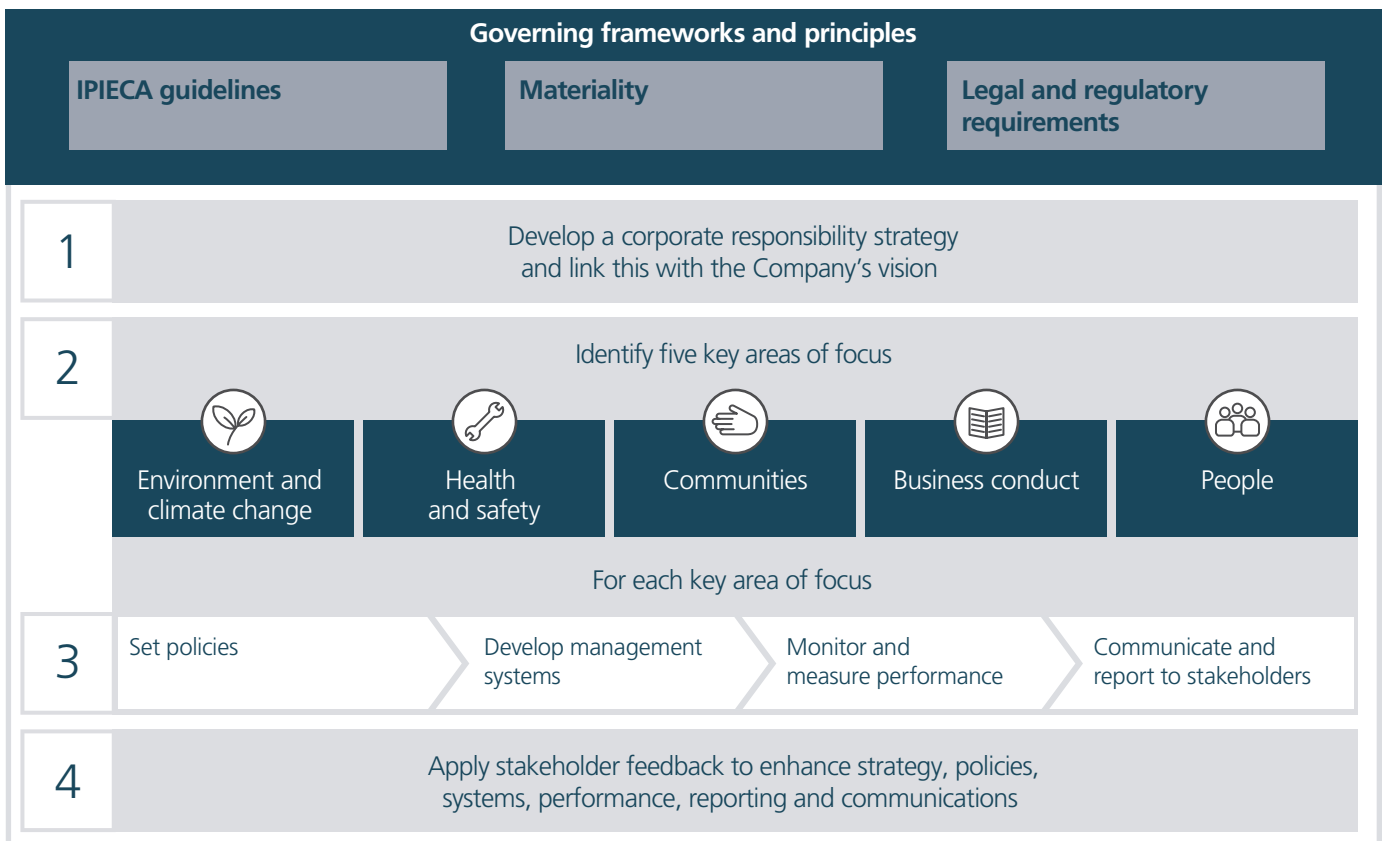 Governing frameworks and principles
IPIECA guidelines
Materiality
Legal and regulatory
requirements
1
Develop a corporate responsibility strategy
and link this with the Company’s vision
2
Identify five key areas of focus
Environment and
climate change
Health
and safety
Communities
Business conduct
People
For each key area of focus
3
Set policies
Develop management
systems
Monitor and
measure performance
Communicate and
report to stakeholders
4
Apply stakeholder feedback to enhance strategy, policies,
systems, performance, reporting and communications